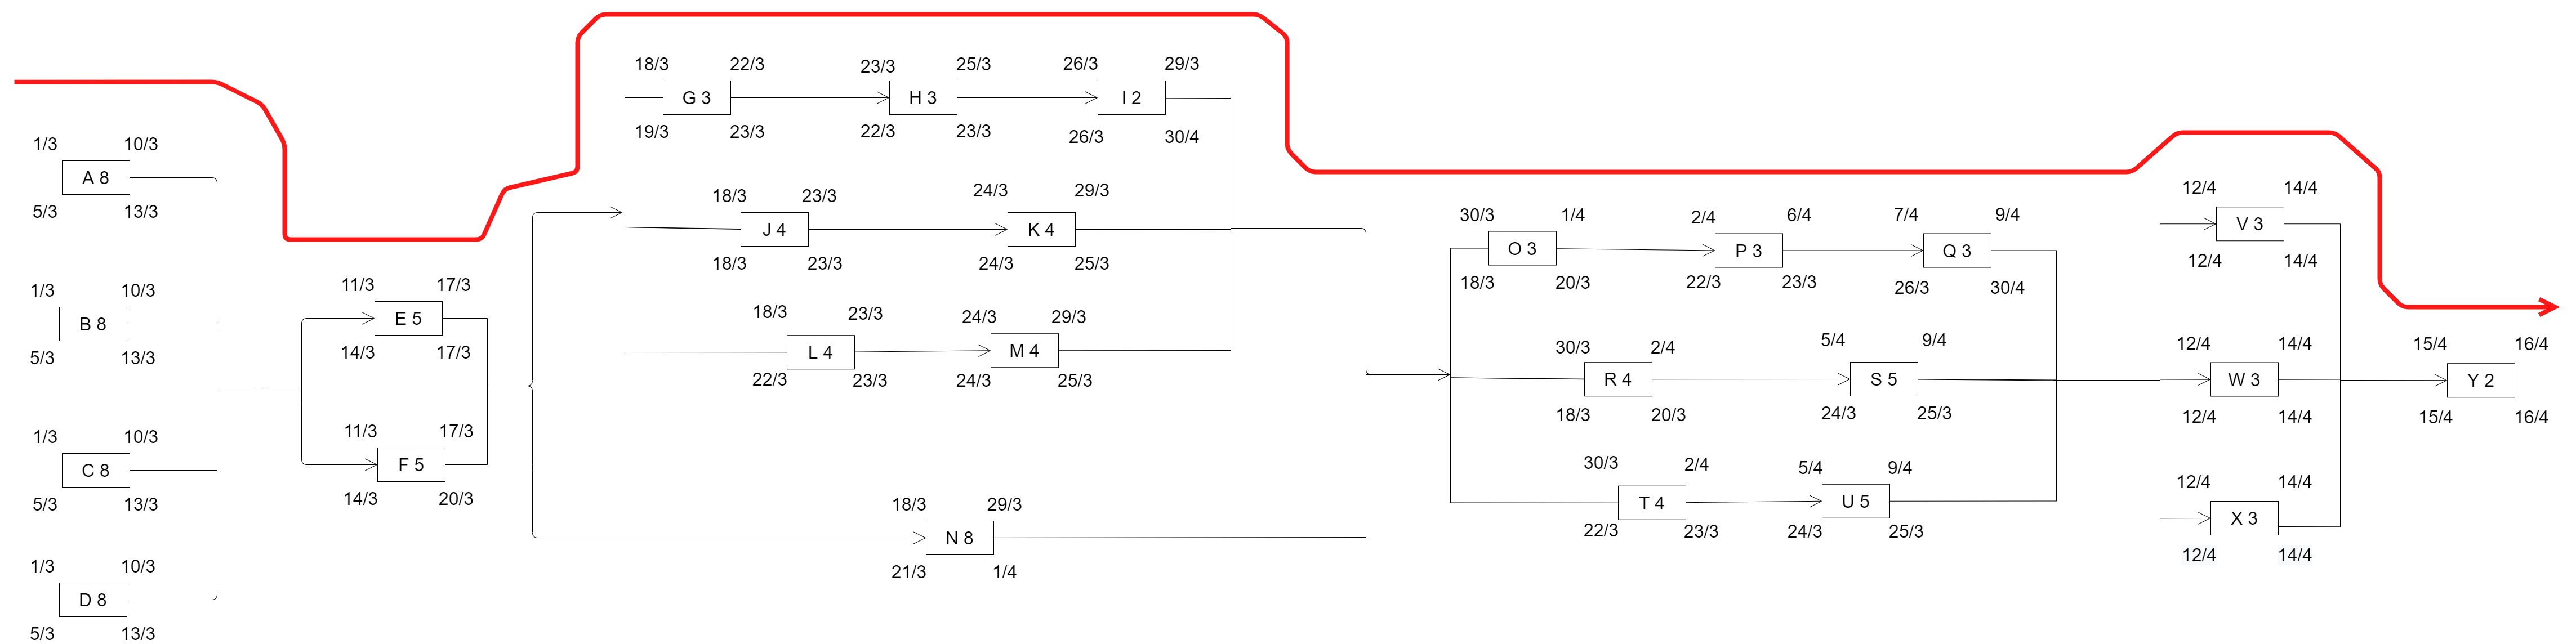 1/3 10/3
A 8
5/3 13/3
1/3 10/3
B 8
5/3 13/3
1/3 10/3
C 8
5/3 13/3
1/3 10/3
D 8
5/3 13/3
11/3 17/3
E 5
14/3 17/3
11/3 17/3
F 5
14/3 20/3
18/3 22/3
G 3
19/3 23/3
23/3 25/3
H 3
22/3 23/3
26/3 29/3
I 2
26/3 30/4
18/3 23/3
J 4
18/3 23/3
24/3 29/3
K 4
24/3 25/3
18/3 23/3
L 4
22/3 23/3
24/3 29/3
M 4
24/3 25/3
18/3 29/3
N 8
21/3 1/4
30/3 1/4
O 3
18/3 20/3
2/4 6/4
P 3
22/3 23/3
7/4 9/4
Q 3
26/3 30/4
30/3 2/4
R 4
18/3 20/3
5/4 9/4
S 5
24/3 25/3
30/3 2/4
T 4
22/3 23/3
5/4 9/4
U 5
24/3 25/3
12/4 14/4
V 3
12/4 14/4
12/4 14/4
W 3
12/4 14/4
12/4 14/4
X 3
12/4 14/4
15/4 16/4
Y 2
15/4 16/4